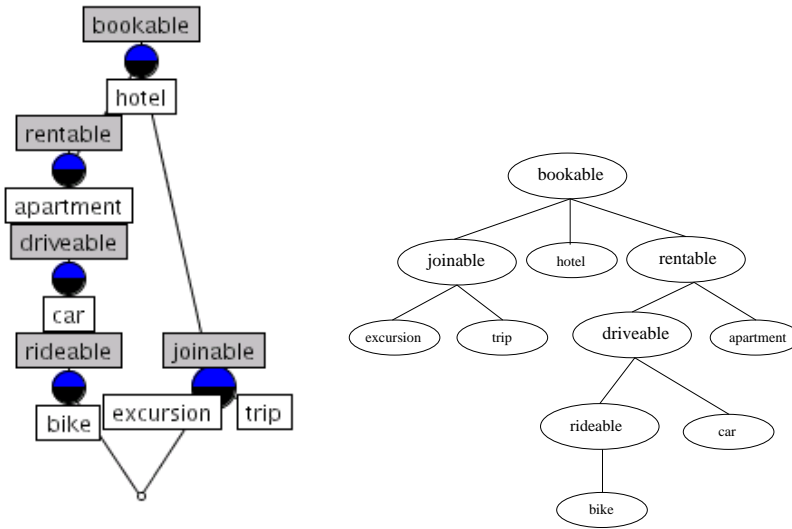 bookable
hotel
rentable
apartment
driveable
car
rideable
joinable
bike
excursion
trip
bookable
joinable
hotel
rentable
excursion
trip
driveable
apartment
rideable
car
bike